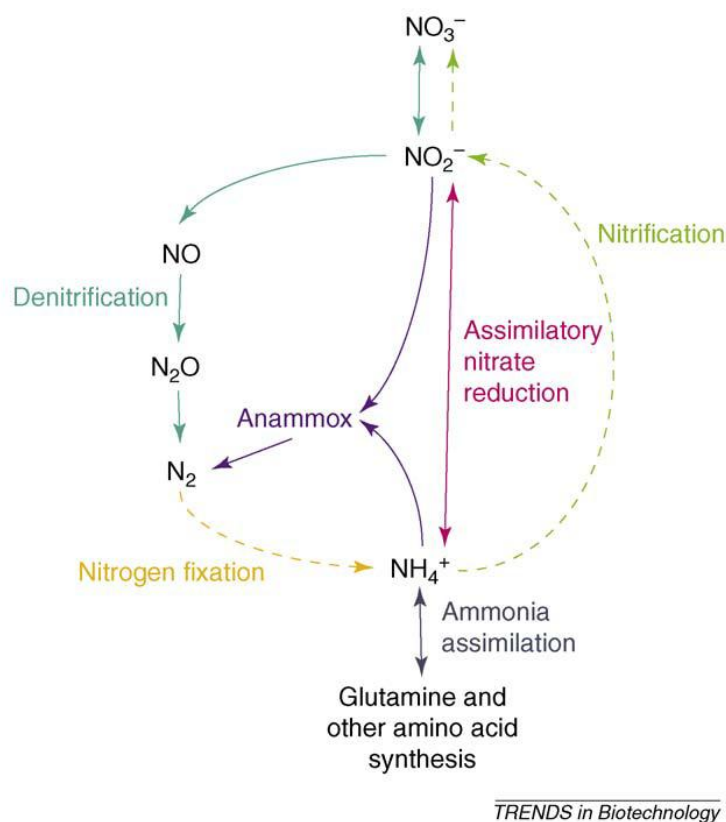 NO₃⁻
NO₂⁻
Nitrification
NO
Denitrification
Assimilatory
nitrate
reduction
N₂O
Anammox
N₂
Nitrogen fixation
NH₄⁺
Ammonia
assimilation
Glutamine and
other amino acid
synthesis
TRENDS in Biotechnology